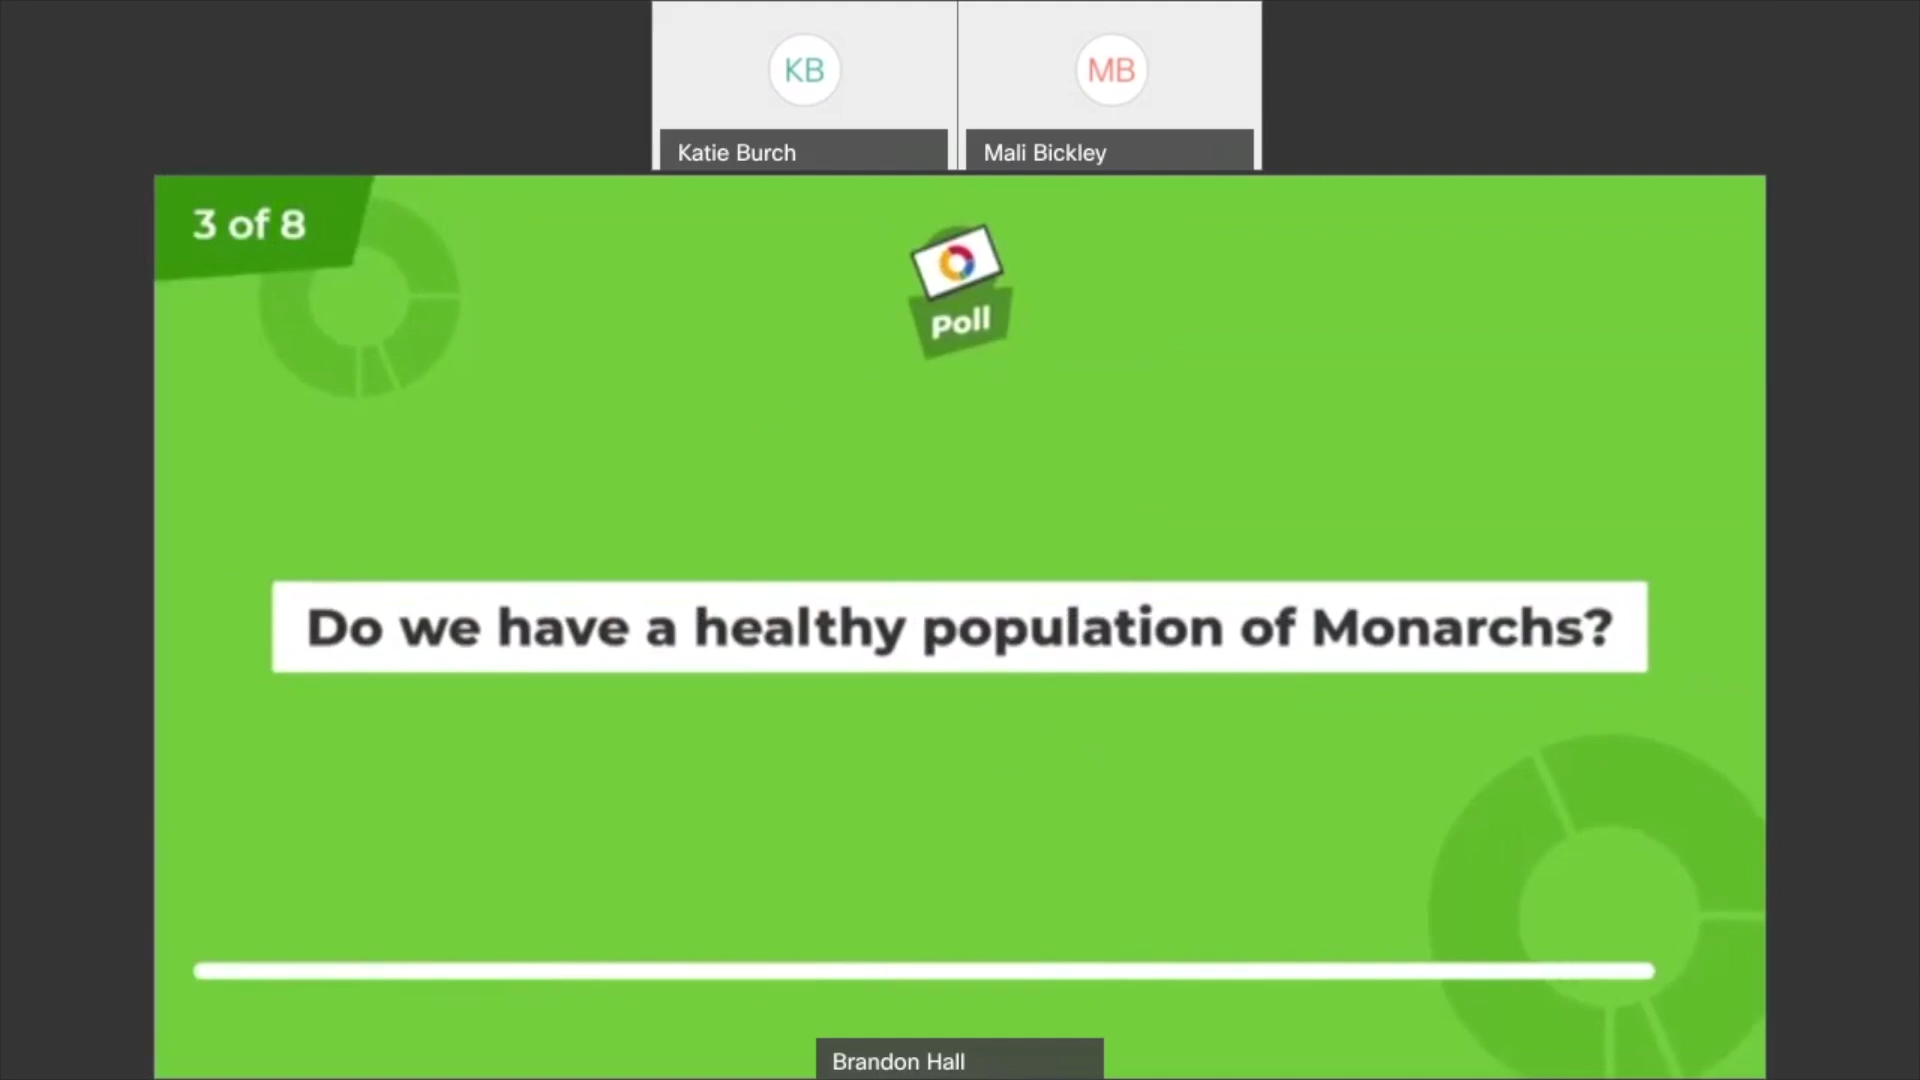 KB
MB
Katie Burch
Mali Bickley
3 of 8
Poll
Do we have a healthy population of Monarchs?
Brandon Hall